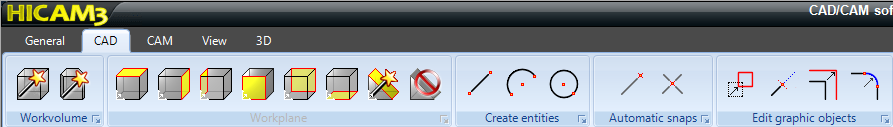 HICAM3
CAD/CAM sof
General CAD CAM View 3D
Workvolume Workplane Create entities Automatic snaps Edit graphic objects